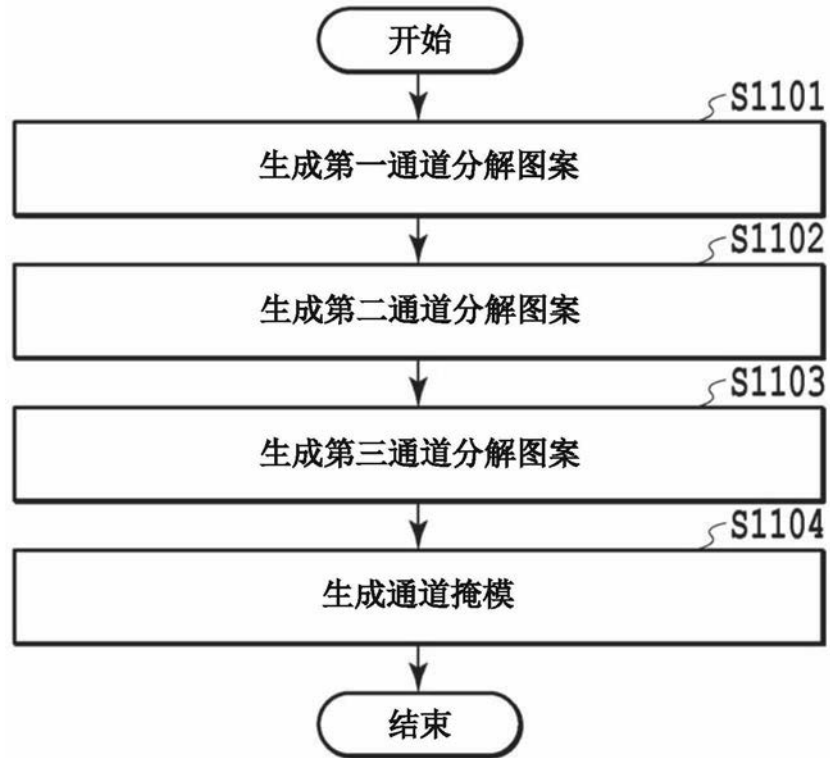 开始
S1101
生成第一通道分解图案
S1102
生成第二通道分解图案
S1103
生成第三通道分解图案
S1104
生成通道掩模
结束